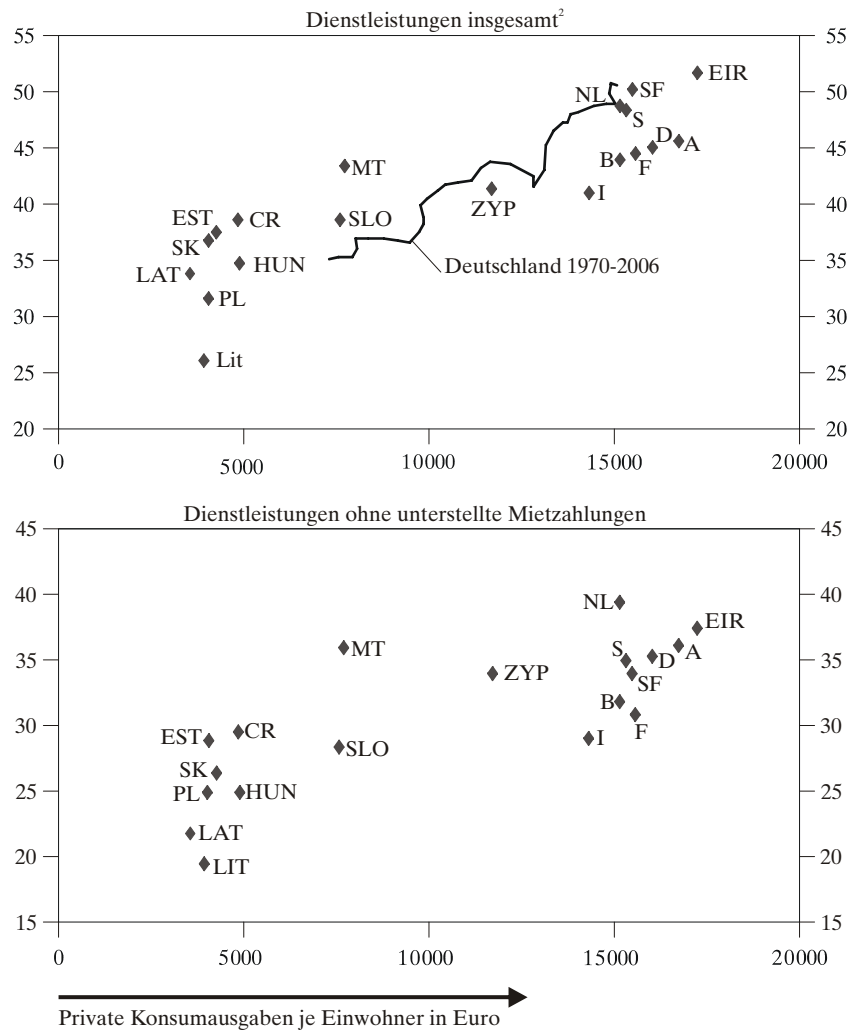 Dienstleistungen insgesamt²
55 55
50 50
45 45
40 40
35 35
30 30
25 25
20 20
EIR
SF
NL
S
D
A
B
F
I
MT
ZYP
EST
CR
SLO
SK
HUN
LAT
Deutschland 1970-2006
PL
Lit
0 5000 10000 15000 20000
Dienstleistungen ohne unterstellte Mietzahlungen
45 45
40 40
35 35
30 30
25 25
20 20
15 15
NL
EIR
S
D
A
MT
ZYP
SF
B
F
I
EST
CR
SLO
SK
PL
HUN
LAT
LIT
0 5000 10000 15000 20000
Private Konsumausgaben je Einwohner in Euro